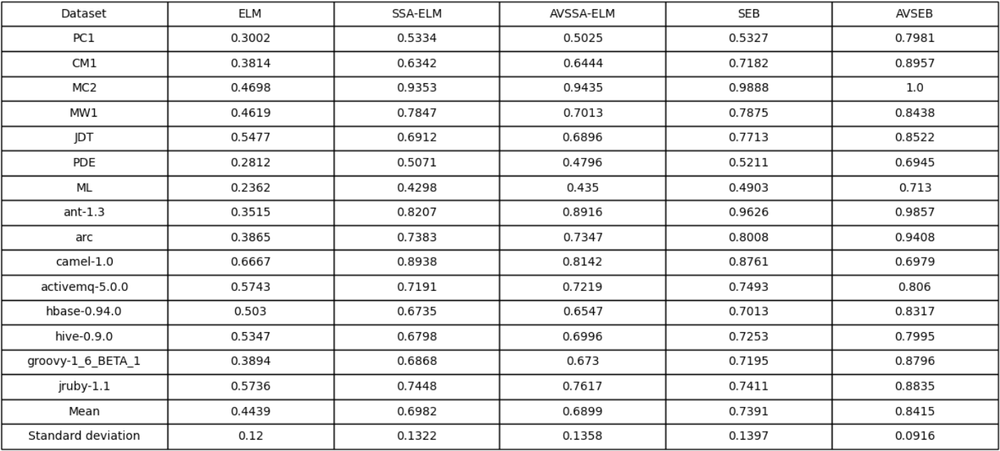 Dataset ELM SSA-ELM AVSSA-ELM SEB AVSEB
PC1 0.3002 0.5334 0.5025 0.5327 0.7981
CM1 0.3814 0.6342 0.6444 0.7182 0.8957
MC2 0.4698 0.9353 0.9435 0.9888 1.0
MW1 0.4619 0.7847 0.7013 0.7875 0.8438
JDT 0.5477 0.6912 0.6896 0.7713 0.8522
PDE 0.2812 0.5071 0.4796 0.5211 0.6945
ML 0.2362 0.4298 0.435 0.4903 0.713
ant-1.3 0.3515 0.8207 0.8916 0.9626 0.9857
arc 0.3865 0.7383 0.7347 0.8008 0.9408
camel-1.0 0.6667 0.8938 0.8142 0.8761 0.6979
activemq-5.0.0 0.5743 0.7191 0.7219 0.7493 0.806
hbase-0.94.0 0.503 0.6735 0.6547 0.7013 0.8317
hive-0.9.0 0.5347 0.6798 0.6996 0.7253 0.7995
groovy-1_6_BETA_1 0.3894 0.6868 0.673 0.7195 0.8796
jruby-1.1 0.5736 0.7448 0.7617 0.7411 0.8835
Mean 0.4439 0.6982 0.6899 0.7391 0.8415
Standard deviation 0.12 0.1322 0.1358 0.1397 0.0916